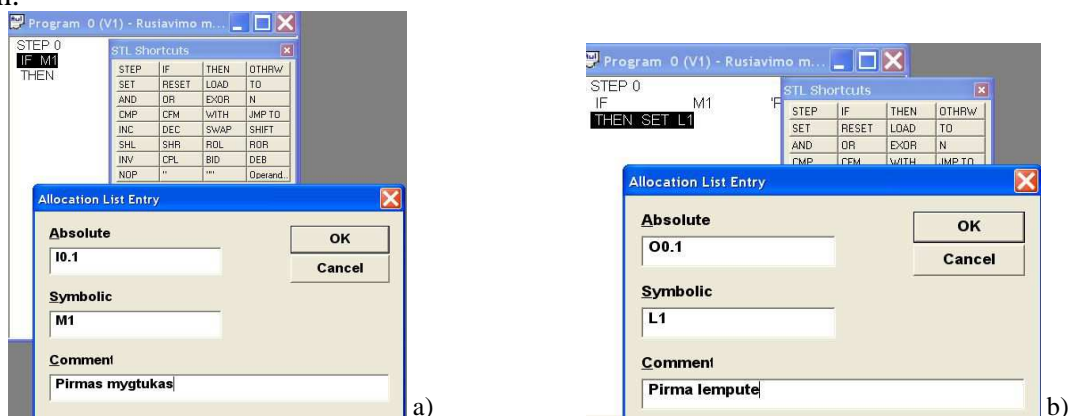 Program 0 (V1) - Rusiavimo m...
STEP 0
IF M1
THEN
STL Shortcuts
STEP IF THEN OTHRW
SET RESET LOAD TO
AND OR EXOR N
CMP CFM WITH JMP TO
INC DEC SWAP SHIFT
SHL SHR ROL ROR
INV CPL BID DEB
NOP " "" Operand..
Allocation List Entry
Absolute
I0.1
OK
Cancel
Symbolic
M1
Comment
Pirmas mygtukas
a)
Program 0 (V1) - Rusiavimo m...
STEP 0
IF M1
THEN SET L1
STL Shortcuts
STEP IF THEN OTHRW
SET RESET LOAD TO
AND OR EXOR N
CMP CFM WITH JMP TO
Allocation List Entry
Absolute
O0.1
OK
Cancel
Symbolic
L1
Comment
Pirma lempute
b)